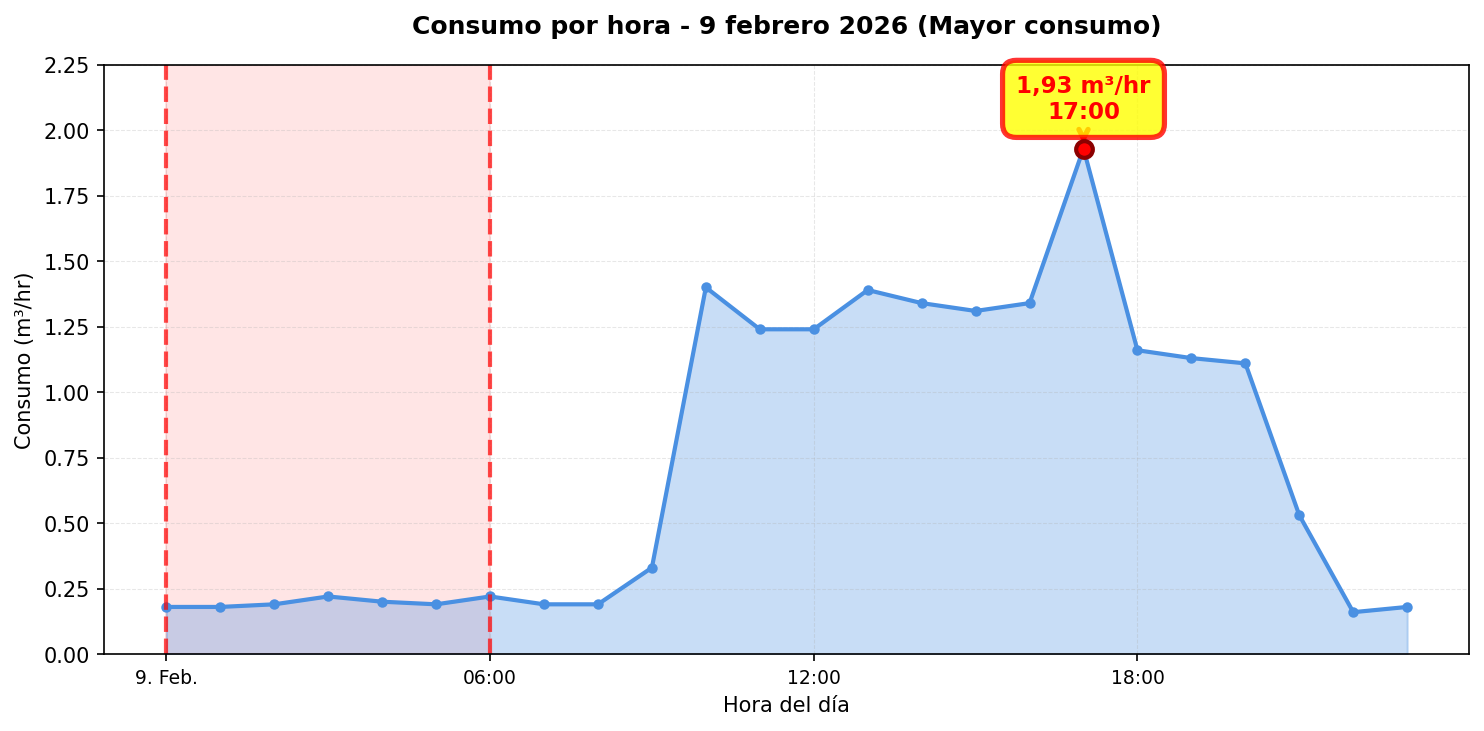 Consumo por hora - 9 febrero 2026 (Mayor consumo)
1,93 m³/hr
17:00
Consumo (m³/hr)
2.25
2.00
1.75
1.50
1.25
1.00
0.75
0.50
0.25
0.00
9. Feb.
06:00
12:00
18:00
Hora del día